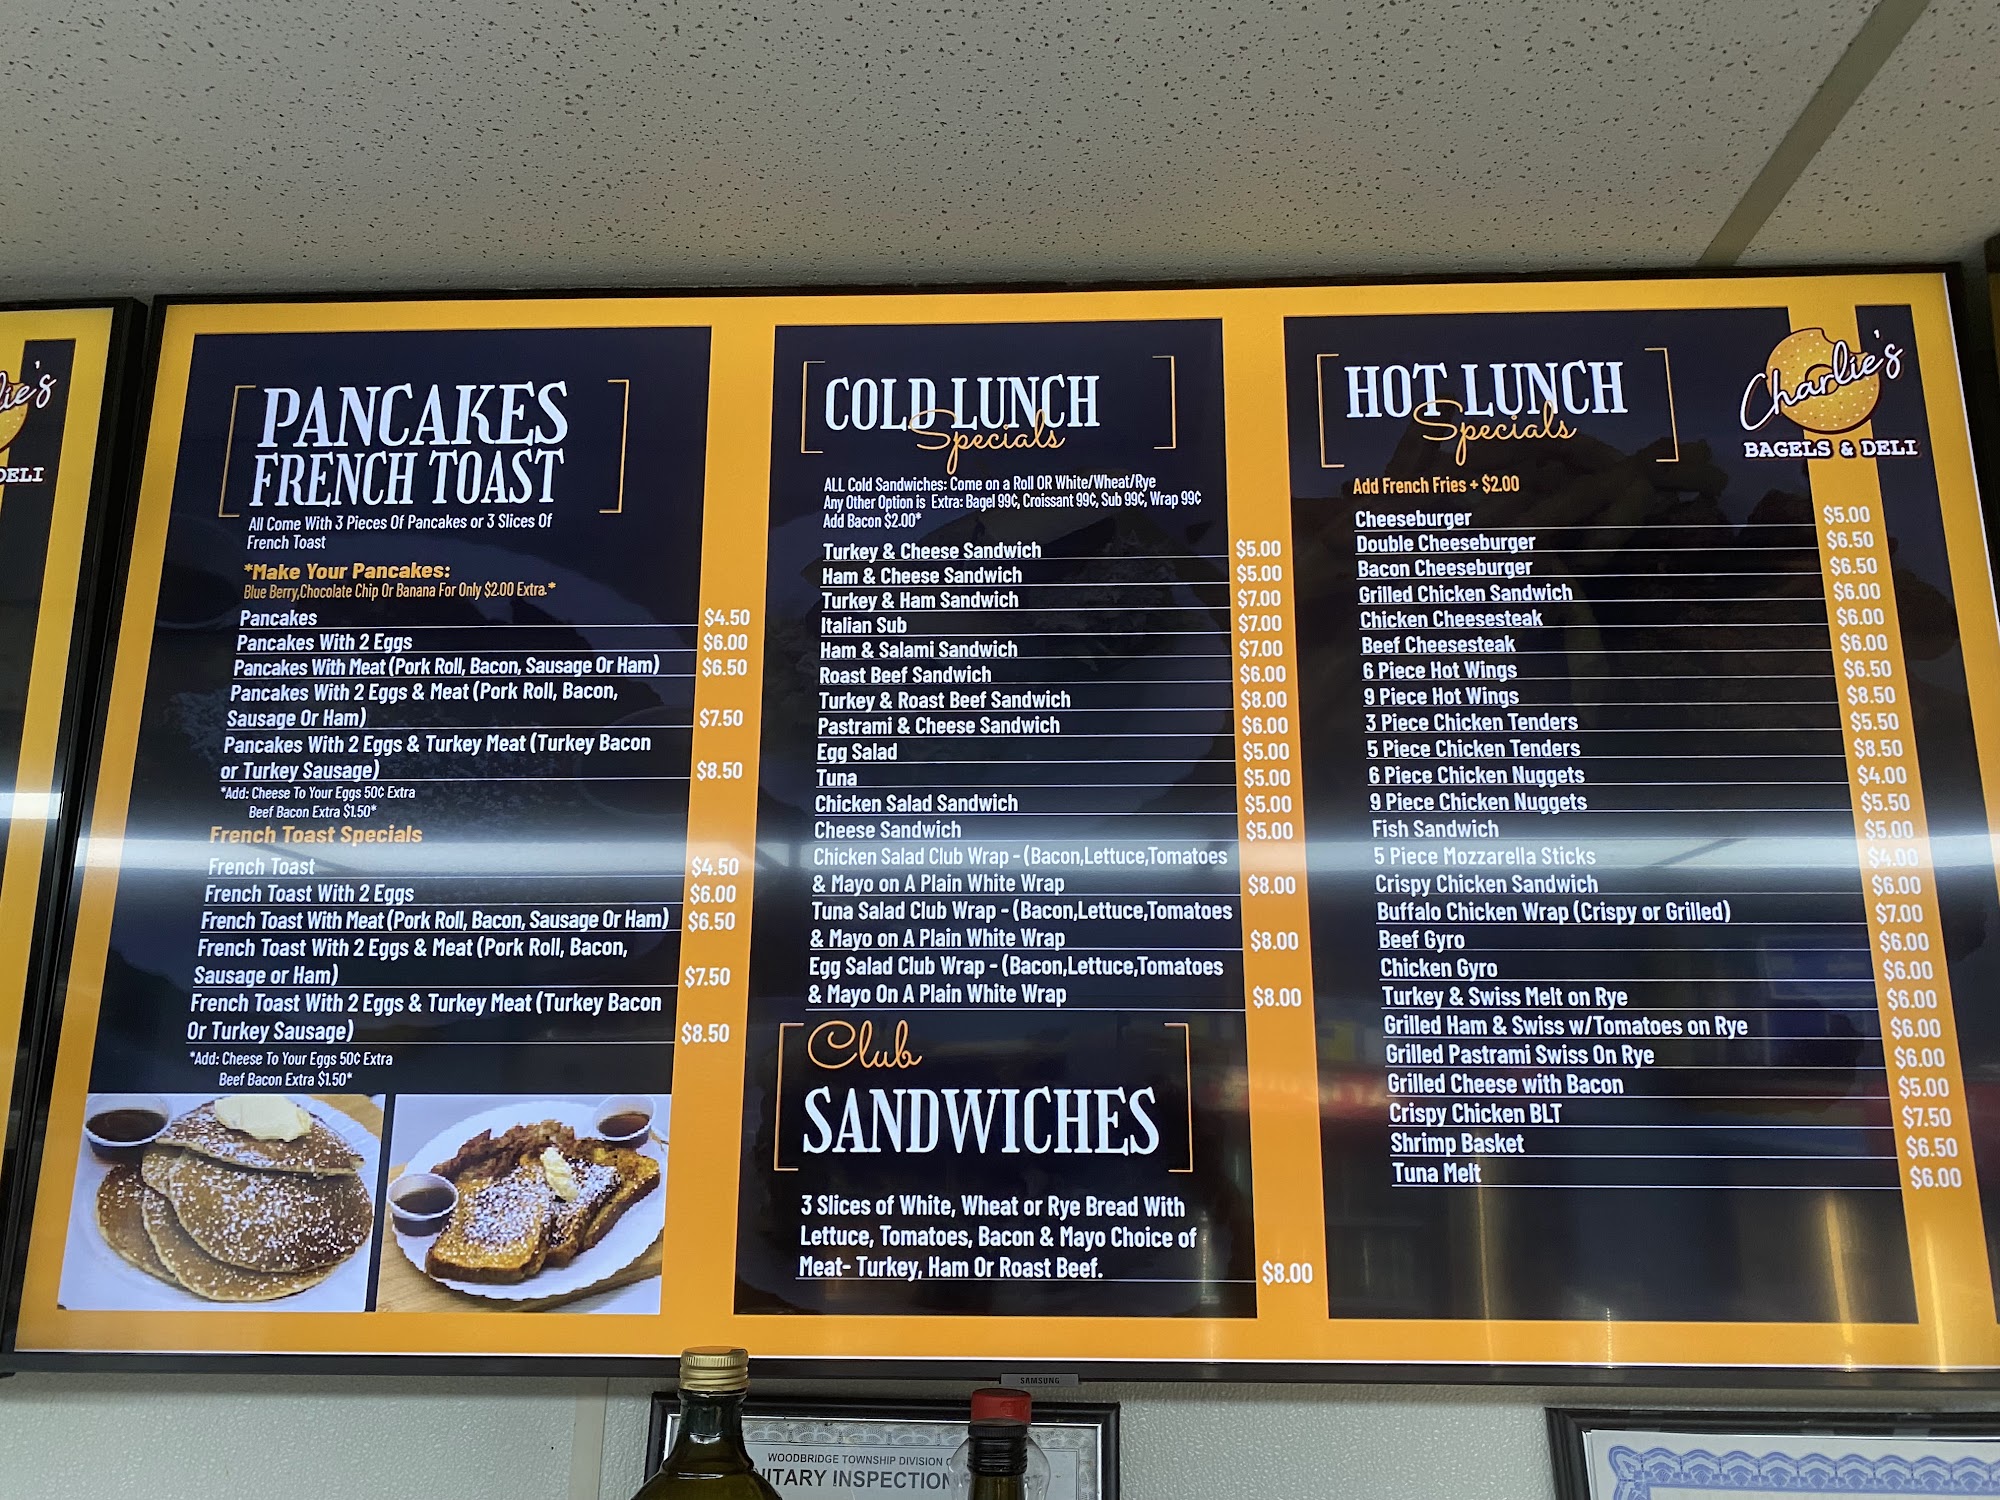 lie's
DELI
PANCAKES
FRENCH TOAST
All Come With 3 Pieces Of Pancakes or 3 Slices Of
French Toast
*Make Your Pancakes:
Blue Berry,Chocolate Chip Or Banana For Only $2.00 Extra.*
Pancakes $4.50
Pancakes With 2 Eggs $6.00
Pancakes With Meat (Pork Roll, Bacon, Sausage Or Ham) $6.50
Pancakes With 2 Eggs & Meat (Pork Roll, Bacon,
Sausage Or Ham) $7.50
Pancakes With 2 Eggs & Turkey Meat (Turkey Bacon
or Turkey Sausage) $8.50
*Add: Cheese To Your Eggs 50¢ Extra
Beef Bacon Extra $1.50*
French Toast Specials
French Toast $4.50
French Toast With 2 Eggs $6.00
French Toast With Meat (Pork Roll, Bacon, Sausage Or Ham) $6.50
French Toast With 2 Eggs & Meat (Pork Roll, Bacon,
Sausage or Ham) $7.50
French Toast With 2 Eggs & Turkey Meat (Turkey Bacon
Or Turkey Sausage) $8.50
*Add: Cheese To Your Eggs 50¢ Extra
Beef Bacon Extra $1.50*
COLD LUNCH
Specials
ALL Cold Sandwiches: Come on a Roll OR White/Wheat/Rye
Any Other Option is Extra: Bagel 99¢, Croissant 99¢, Sub 99¢, Wrap 99¢
Add Bacon $2.00*
Turkey & Cheese Sandwich $5.00
Ham & Cheese Sandwich $5.00
Turkey & Ham Sandwich $7.00
Italian Sub $7.00
Ham & Salami Sandwich $7.00
Roast Beef Sandwich $6.00
Turkey & Roast Beef Sandwich $8.00
Pastrami & Cheese Sandwich $6.00
Egg Salad $5.00
Tuna $5.00
Chicken Salad Sandwich $5.00
Cheese Sandwich $5.00
Chicken Salad Club Wrap - (Bacon,Lettuce,Tomatoes
& Mayo on A Plain White Wrap $8.00
Tuna Salad Club Wrap - (Bacon,Lettuce,Tomatoes
& Mayo on A Plain White Wrap $8.00
Egg Salad Club Wrap - (Bacon,Lettuce,Tomatoes
& Mayo On A Plain White Wrap $8.00
Club
SANDWICHES
3 Slices of White, Wheat or Rye Bread With
Lettuce, Tomatoes, Bacon & Mayo Choice of
Meat- Turkey, Ham Or Roast Beef. $8.00
HOT LUNCH
Specials
Charlie's
BAGELS & DELI
Add French Fries + $2.00
Cheeseburger $5.00
Double Cheeseburger $6.50
Bacon Cheeseburger $6.50
Grilled Chicken Sandwich $6.00
Chicken Cheesesteak $6.00
Beef Cheesesteak $6.00
6 Piece Hot Wings $6.50
9 Piece Hot Wings $8.50
3 Piece Chicken Tenders $5.50
5 Piece Chicken Tenders $8.50
6 Piece Chicken Nuggets $4.00
9 Piece Chicken Nuggets $5.50
Fish Sandwich $5.00
5 Piece Mozzarella Sticks $4.00
Crispy Chicken Sandwich $6.00
Buffalo Chicken Wrap (Crispy or Grilled) $7.00
Beef Gyro $6.00
Chicken Gyro $6.00
Turkey & Swiss Melt on Rye $6.00
Grilled Ham & Swiss w/Tomatoes on Rye $6.00
Grilled Pastrami Swiss On Rye $6.00
Grilled Cheese with Bacon $5.00
Crispy Chicken BLT $7.50
Shrimp Basket $6.50
Tuna Melt $6.00
SAMSUNG
WOODBRIDGE TOWNSHIP DIVISION
ITARY INSPECTION